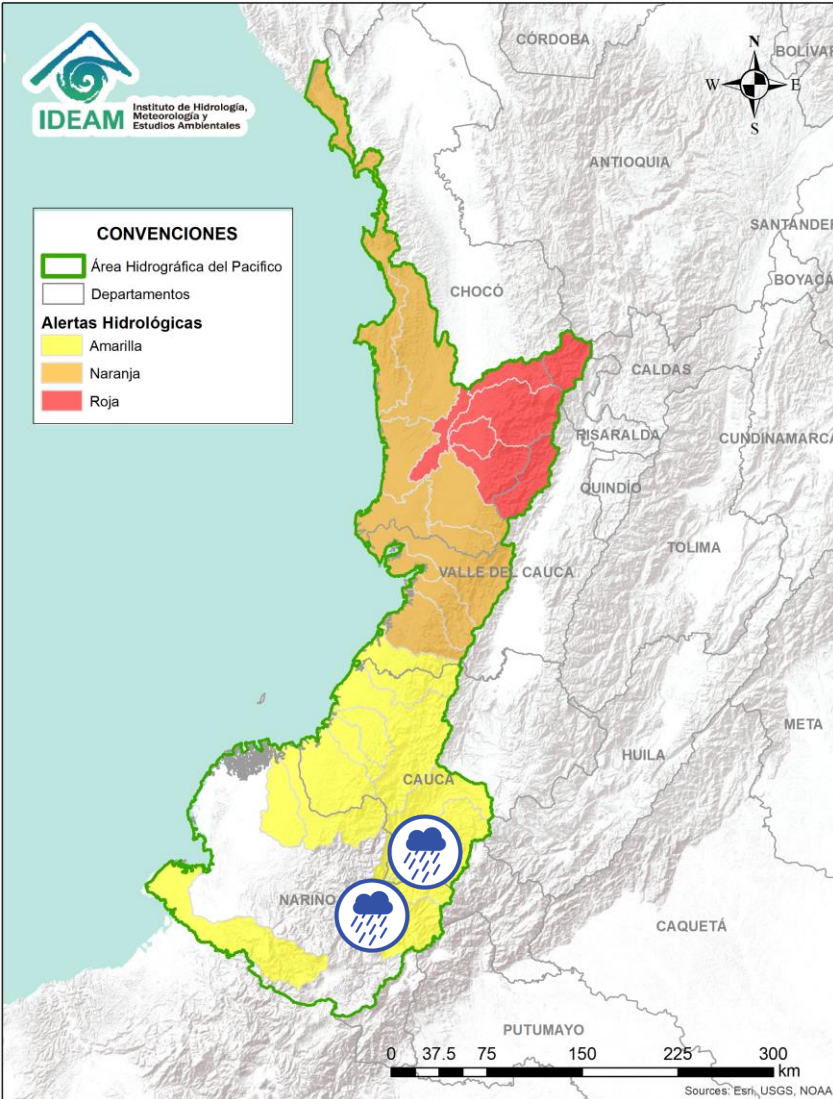 IDEAM
Instituto de Hidrología,
Meteorología y
Estudios Ambientales
N
W
E
S
CÓRDOBA
BOLÍVAR
ANTIOQUIA
SANTANDER
BOYACÁ
CONVENCIONES
Área Hidrográfica del Pacifico
Departamentos
Alertas Hidrológicas
Amarilla
Naranja
Roja
CHOCÓ
CALDAS
RISARALDA
CUNDINAMARCA
QUINDÍO
TOLIMA
VALLE DEL CAUCA
META
HUILA
CAUCA
NARIÑO
CAQUETÁ
PUTUMAYO
0 37.5 75 150 225 300
km
Sources: Esri, USGS, NOAA